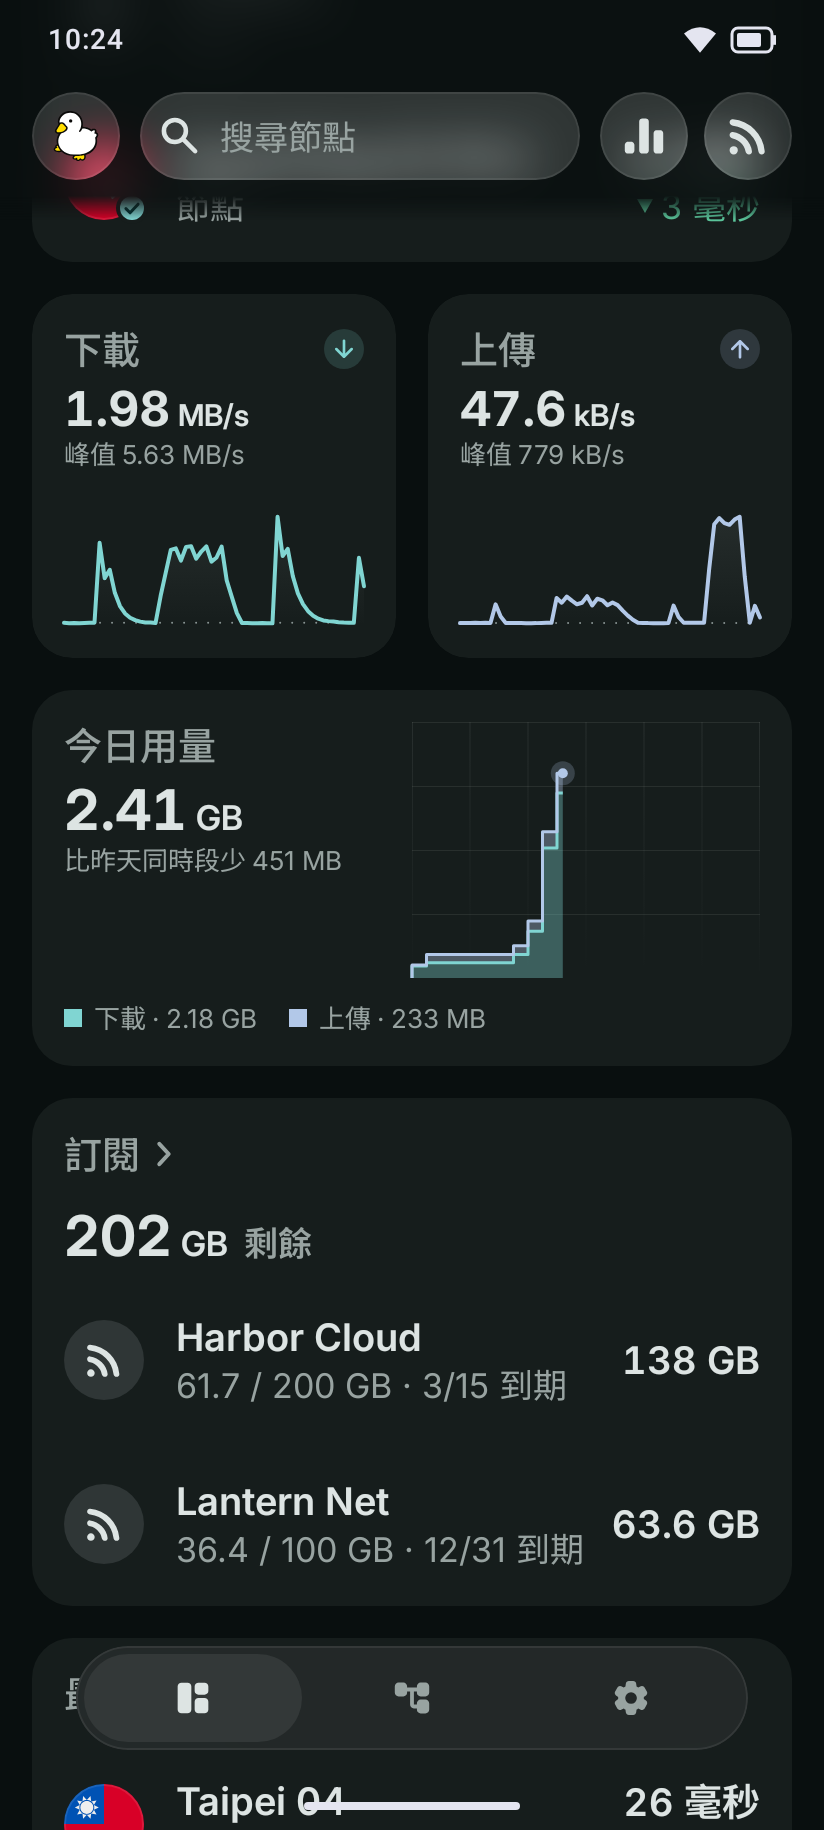 10:24
搜尋節點
節點
▼3 毫秒
下載
1.98 MB/s
峰值 5.63 MB/s
上傳
47.6 kB/s
峰值 779 kB/s
今日用量
2.41 GB
比昨天同時段少 451 MB
下載 · 2.18 GB
上傳 · 233 MB
訂閱
202 GB 剩餘
Harbor Cloud
61.7 / 200 GB · 3/15 到期
138 GB
Lantern Net
36.4 / 100 GB · 12/31 到期
63.6 GB
Taipei 04
26 毫秒